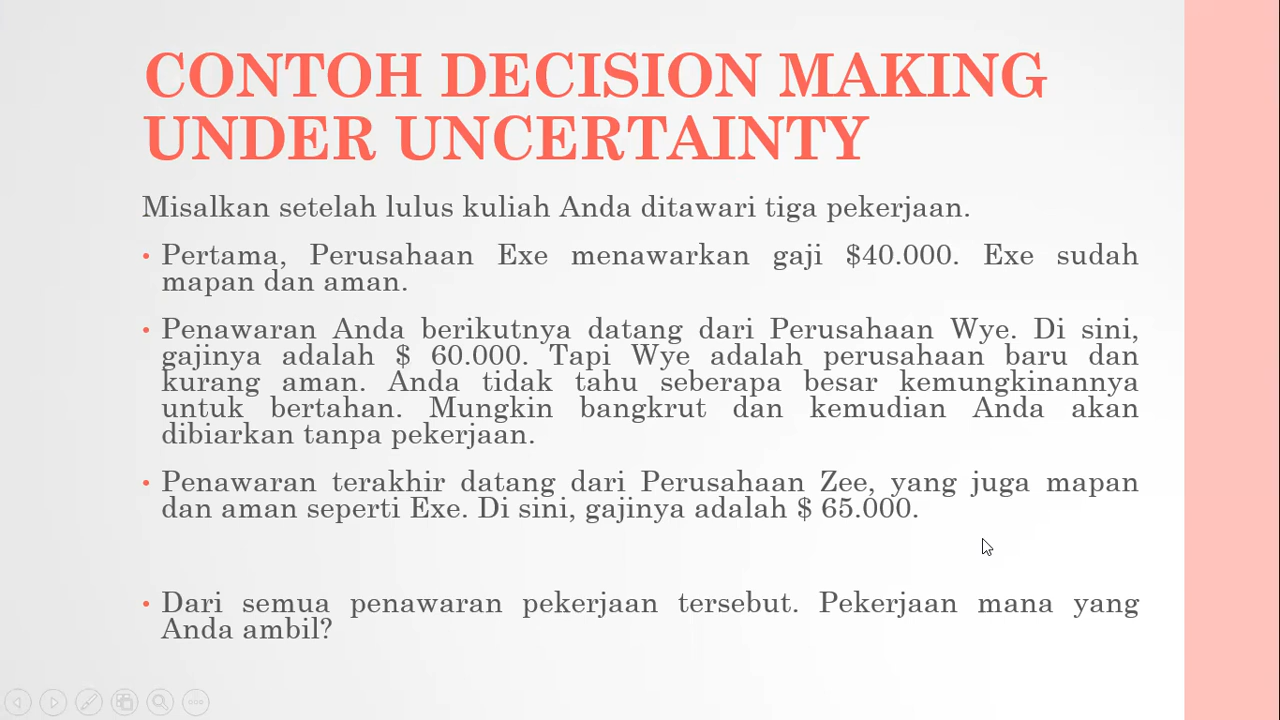 CONTOH DECISION MAKING
UNDER UNCERTAINTY
Misalkan setelah lulus kuliah Anda ditawari tiga pekerjaan.
• Pertama, Perusahaan Exe menawarkan gaji $40.000. Exe sudah
mapan dan aman.
• Penawaran Anda berikutnya datang dari Perusahaan Wye. Di sini,
gajinya adalah $ 60.000. Tapi Wye adalah perusahaan baru dan
kurang aman. Anda tidak tahu seberapa besar kemungkinannya
untuk bertahan. Mungkin bangkrut dan kemudian Anda akan
dibiarkan tanpa pekerjaan.
• Penawaran terakhir datang dari Perusahaan Zee, yang juga mapan
dan aman seperti Exe. Di sini, gajinya adalah $ 65.000.
• Dari semua penawaran pekerjaan tersebut. Pekerjaan mana yang
Anda ambil?